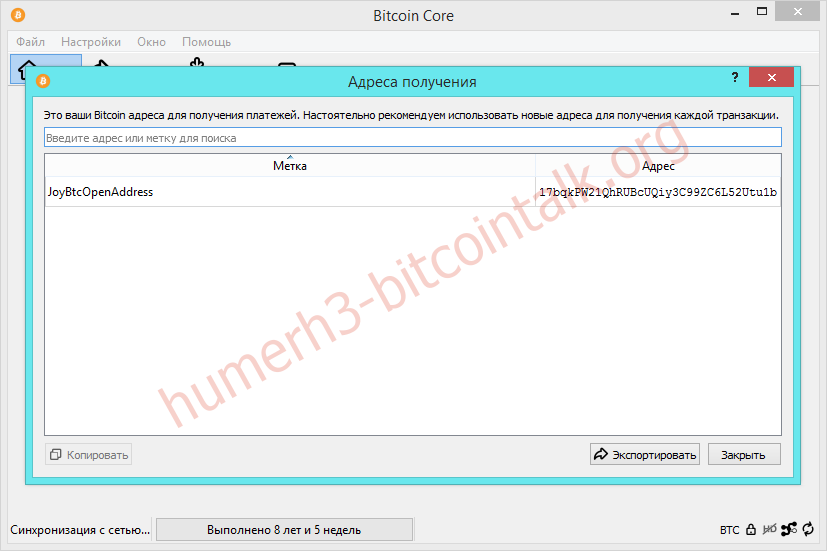 Bitcoin Core
Файл Настройки Окно Помощь
Адреса получения
?
Это ваши Bitcoin адреса для получения платежей. Настоятельно рекомендуем использовать новые адреса для получения каждой транзакции.
Введите адрес или метку для поиска
Метка Адрес
JoyBtcOpenAddress 17bqkPW21QhRUBcUQiy3C99ZC6L52Utu1b
humerh3-bitcointalk.org
Копировать Экспортировать Закрыть
Синхронизация с сетью... Выполнено 8 лет и 5 недель BTC HD